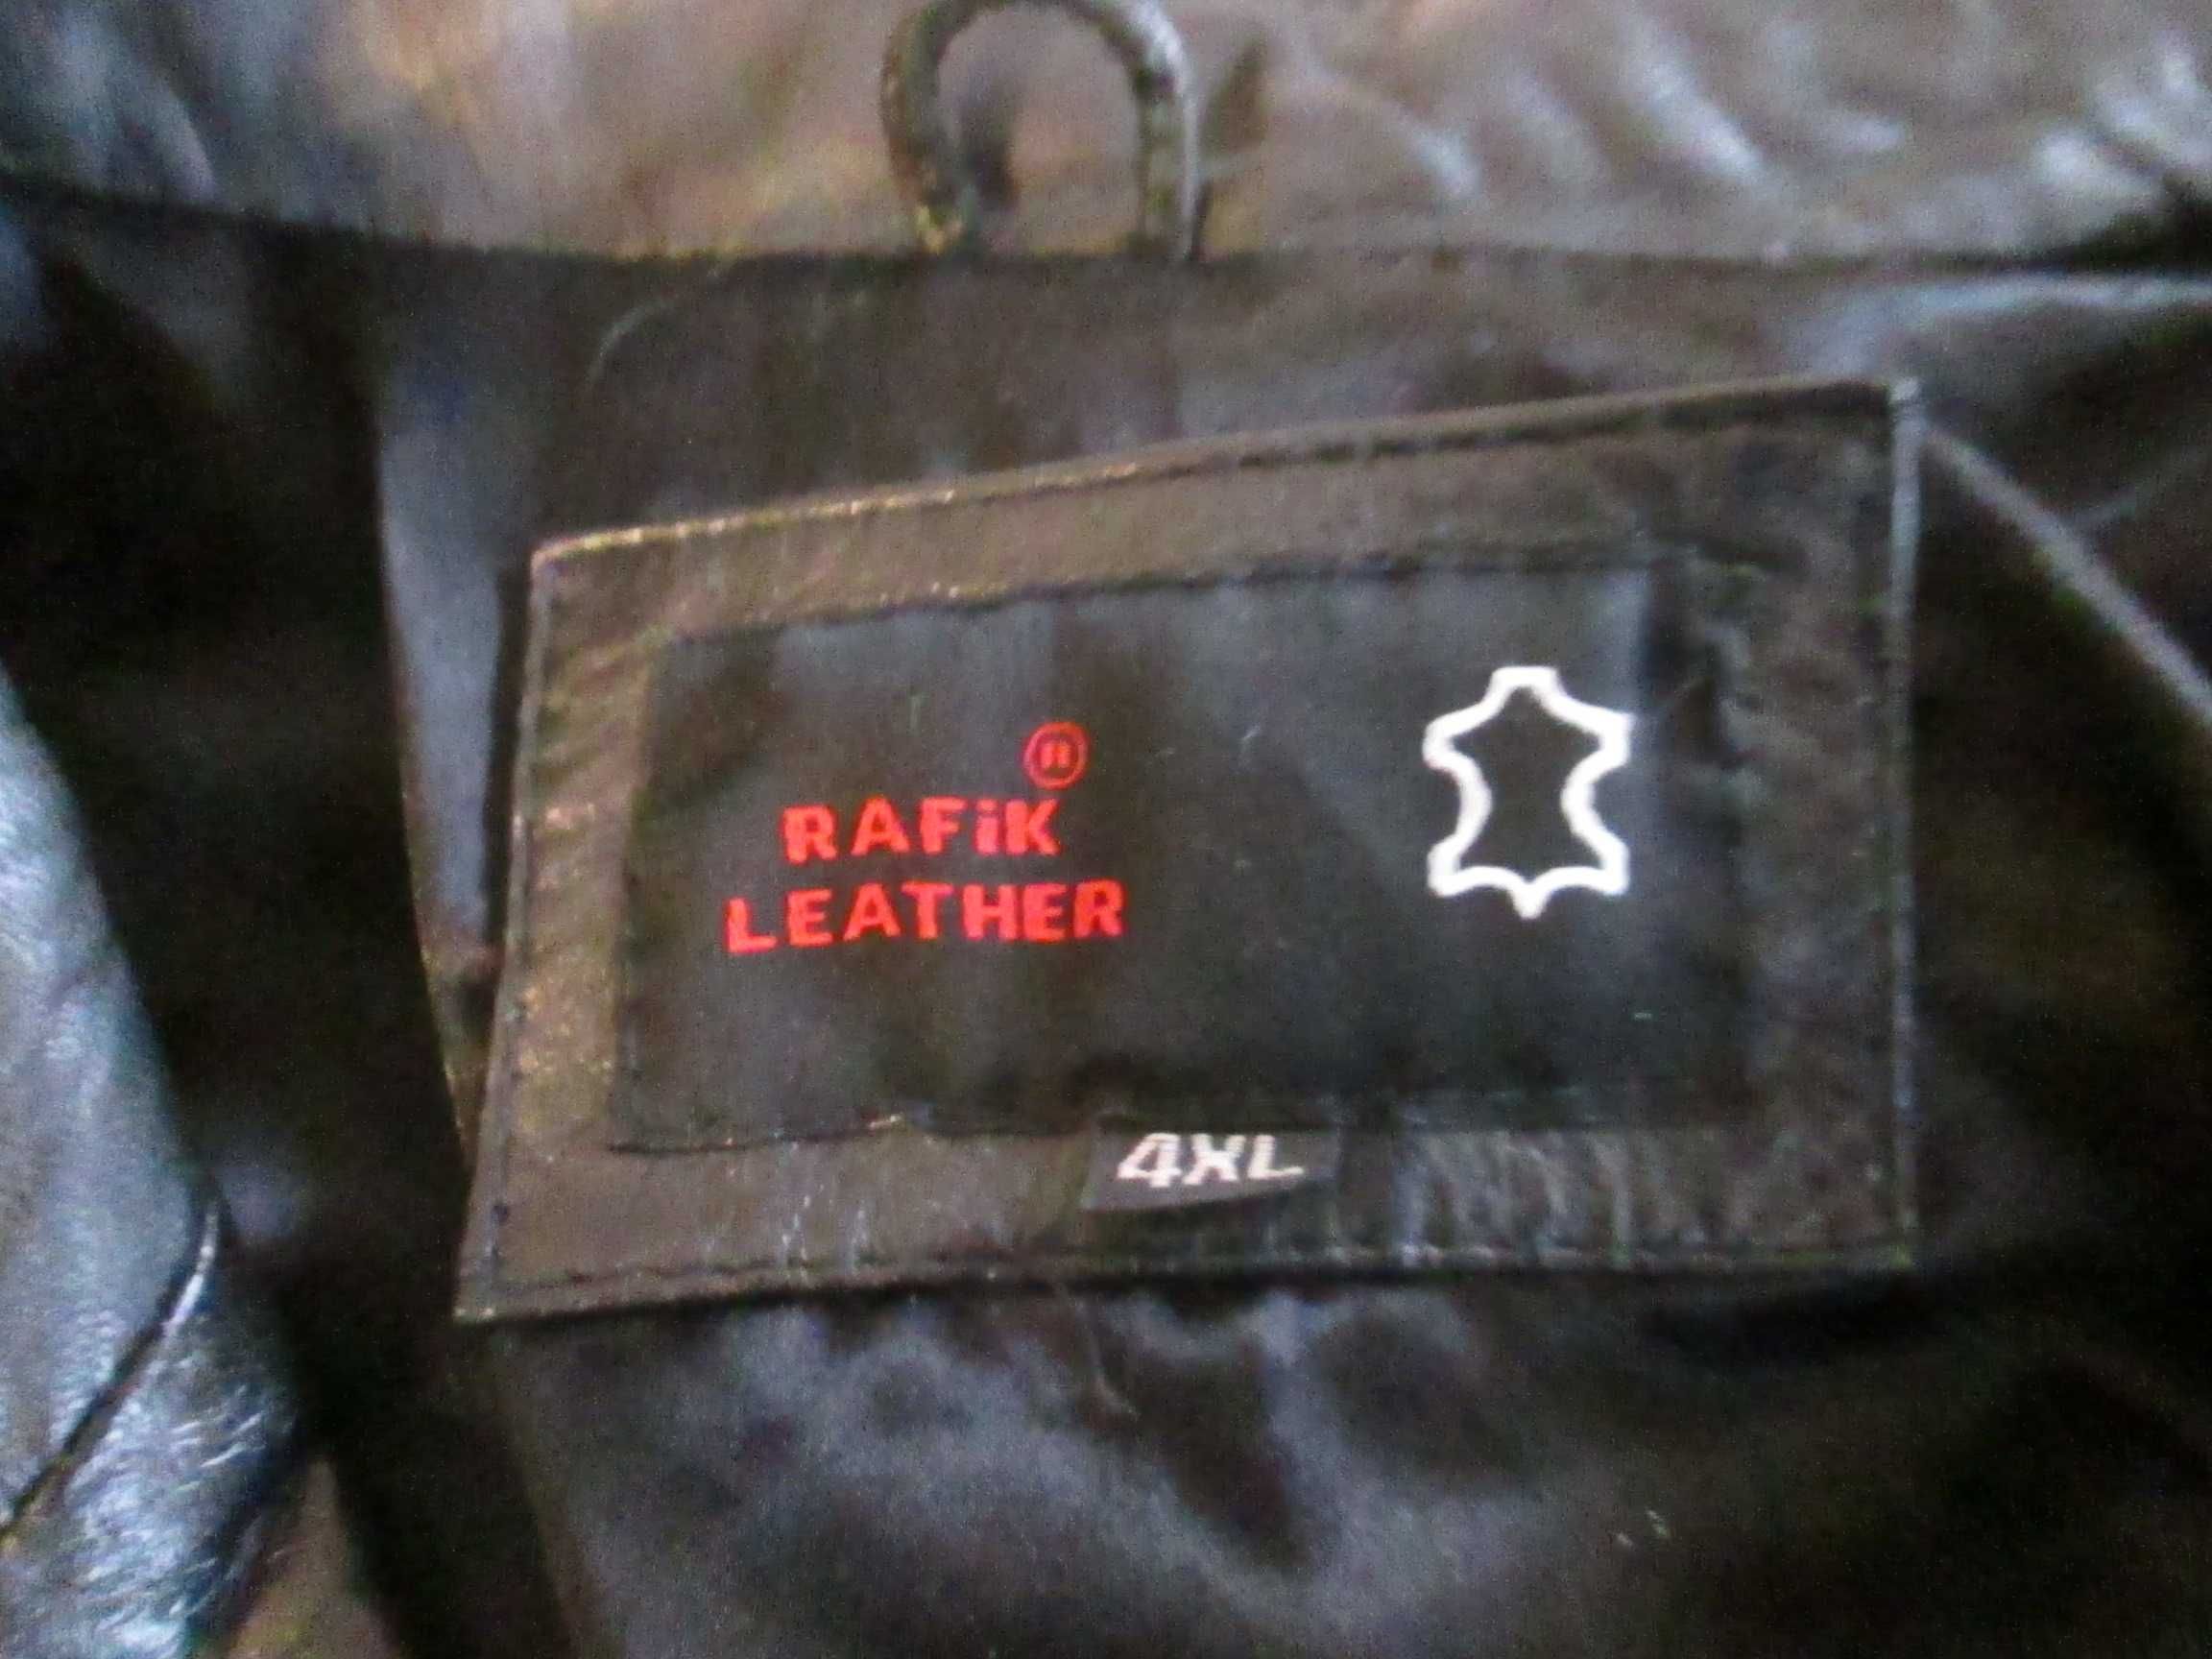 ®
RAFiK
LEATHER
4XL